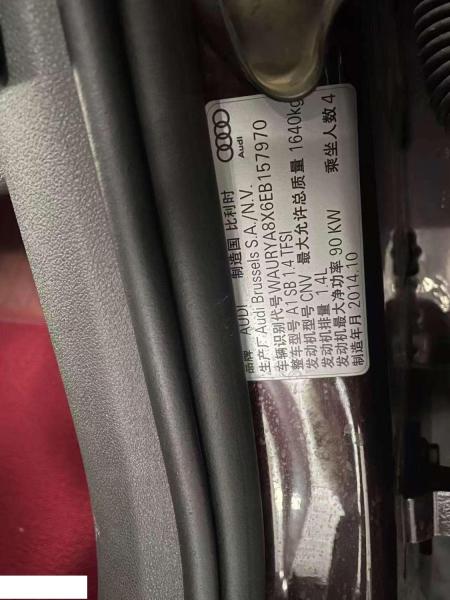 Audi
品牌 AUDI 制造国 比利时
生产厂 Audi Brussels S.A./N.V.
车辆识别代号 WAURYA8X6EB157970
整车型号 A1 SB 1.4 TFSI 最大允许总质量 1640kg
发动机型号 CNV 乘坐人数 4
发动机排量 1.4L
发动机最大净功率 90 KW
制造年月 2014.10